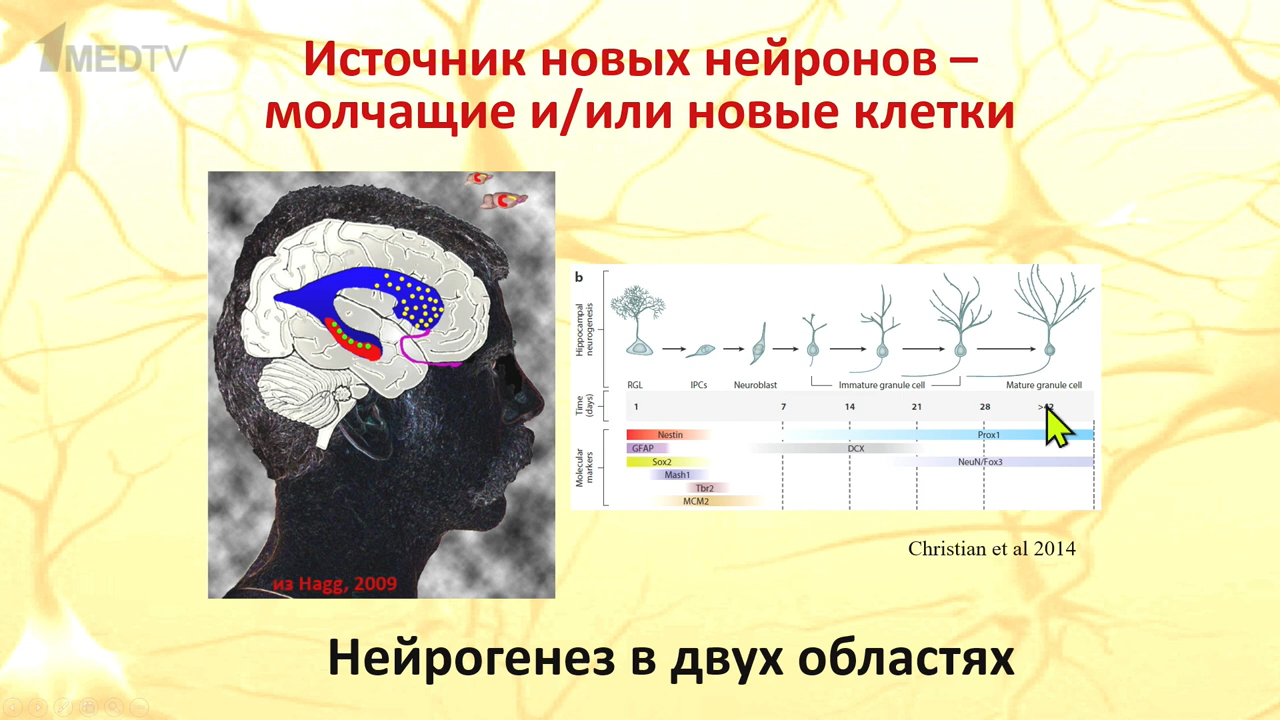 1MEDTV
Источник новых нейронов –
молчащие и/или новые клетки
из Hagg, 2009
b
Hippocampal
neurogenesis
RGL IPCs Neuroblast Immature granule cell Mature granule cell
Time
(days)
1 7 14 21 28
Molecular
markers
Nestin Prox1
GFAP DCX
Sox2 NeuN/Fox3
Mash1
Tbr2
MCM2
Christian et al 2014
Нейрогенез в двух областях